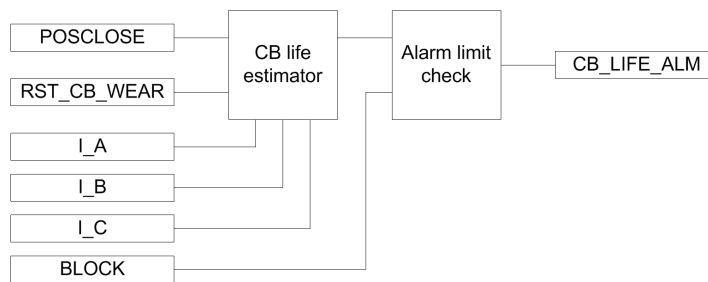 POSCLOSE
RST_CB_WEAR
I_A
I_B
I_C
BLOCK
CB life
estimator
Alarm limit
check
CB_LIFE_ALM